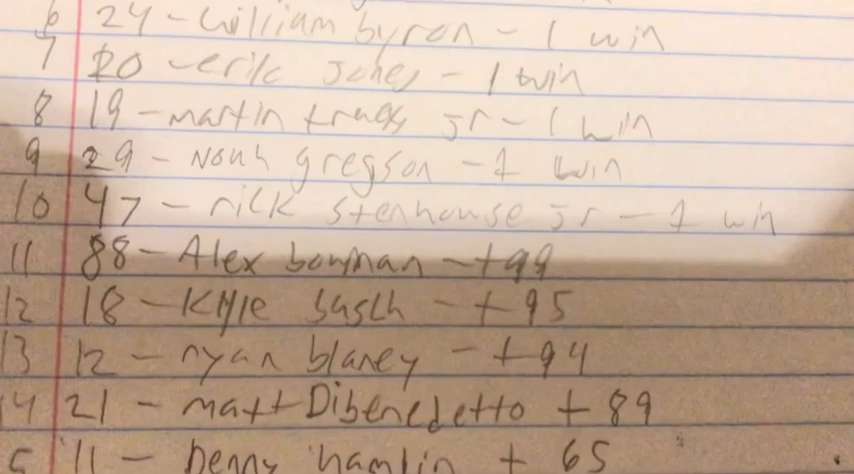 6 24 - William byron - 1 win
7 20 - erik Jones - 1 win
8 19 - martin truex jr - 1 win
9 29 - Noah gregson - 1 win
10 47 - rick stenhouse jr - 1 win
11 88 - Alex bowman - +99
12 18 - Kyle busch - +95
13 12 - ryan blaney - +94
14 21 - matt Dibenedetto + 89
5 11 - Denny hamlin + 65